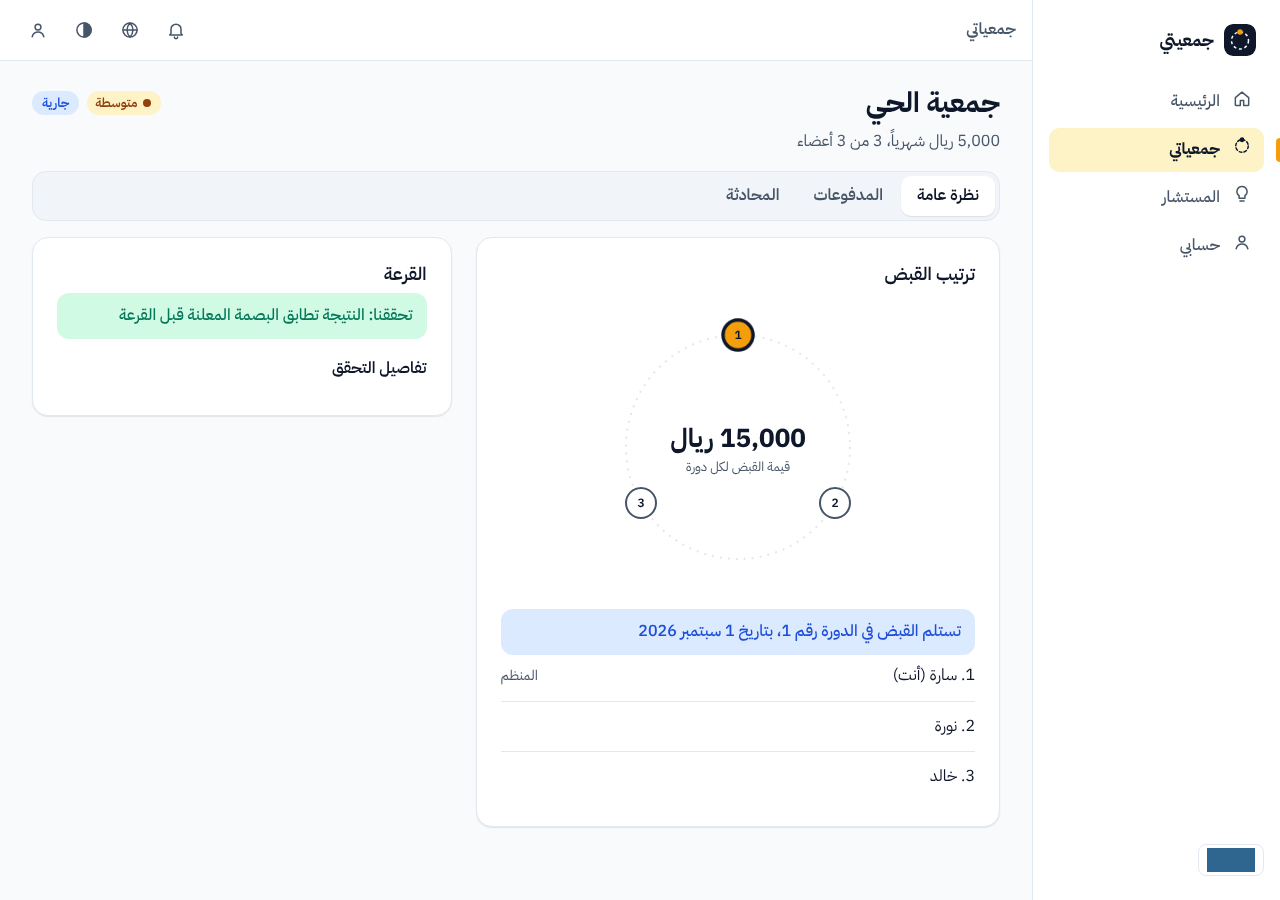 جمعيتي
الرئيسية
جمعياتي
المستشار
حسابي
جمعياتي
جمعية الحي
متوسطة
جارية
5,000 ريال شهرياً، 3 من 3 أعضاء
نظرة عامة
المدفوعات
المحادثة
ترتيب القبض
1
15,000 ريال
قيمة القبض لكل دورة
2
3
تستلم القبض في الدورة رقم 1، بتاريخ 1 سبتمبر 2026
1. سارة (أنت)
المنظم
2. نورة
3. خالد
القرعة
تحققنا: النتيجة تطابق البصمة المعلنة قبل القرعة
تفاصيل التحقق